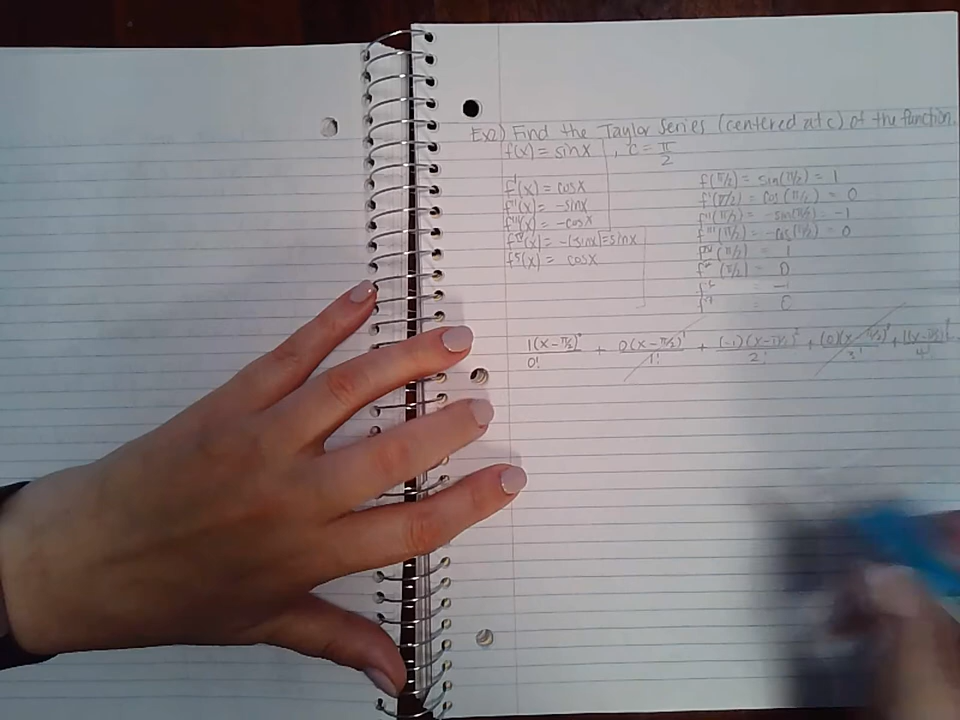 Ex2) Find the Taylor Series (centered at c) of the function.
f(x) = sinx , c = π/2
f'(x) = cosx
f''(x) = -sinx
f'''(x) = -cosx
f⁴(x) = -(-sinx) = sinx
f⁵(x) = cosx
f(π/2) = sin(π/2) = 1
f'(π/2) = cos(π/2) = 0
f''(π/2) = -sin(π/2) = -1
f'''(π/2) = -cos(π/2) = 0
f⁴(π/2) = 1
f⁵(π/2) = 0
f⁶ = -1
f⁷ = 0
1(x-π/2)⁰/0! + 0(x-π/2)¹/1! + (-1)(x-π/2)²/2! + (0)(x-π/2)³/3! + 1(x-π/2)⁴/4!